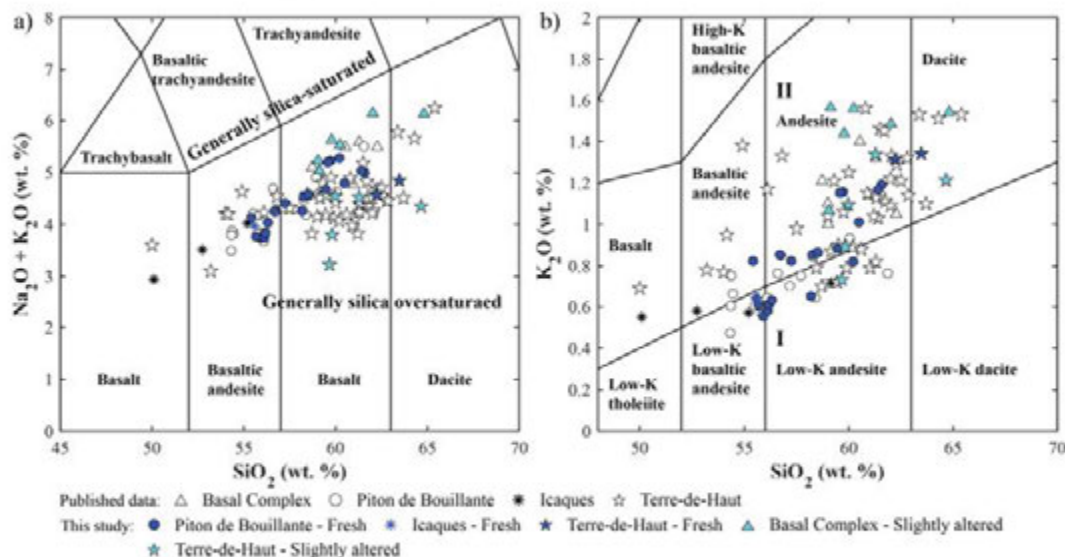 a)
8
7
6
5
4
3
2
1
0
Na2O + K2O (wt. %)
Trachyandesite
Basaltic
trachyandesite
Generally silica-saturated
Trachybasalt
Generally silica oversaturaed
Basalt
Basaltic
andesite
Basalt
Dacite
45
50
55
60
65
70
SiO2 (wt. %)
b)
2
1.8
1.6
1.4
1.2
1
0.8
0.6
0.4
0.2
0
K2O (wt. %)
High-K
basaltic
andesite
II
Andesite
Dacite
Basaltic
andesite
Basalt
I
Low-K
tholeiite
Low-K
basaltic
andesite
Low-K andesite
Low-K dacite
50
55
60
65
70
SiO2 (wt. %)
Published data: Basal Complex Piton de Bouillante Icaques Terre-de-Haut
This study: Piton de Bouillante - Fresh Icaques - Fresh Terre-de-Haut - Fresh Basal Complex - Slightly altered
Terre-de-Haut - Slightly altered